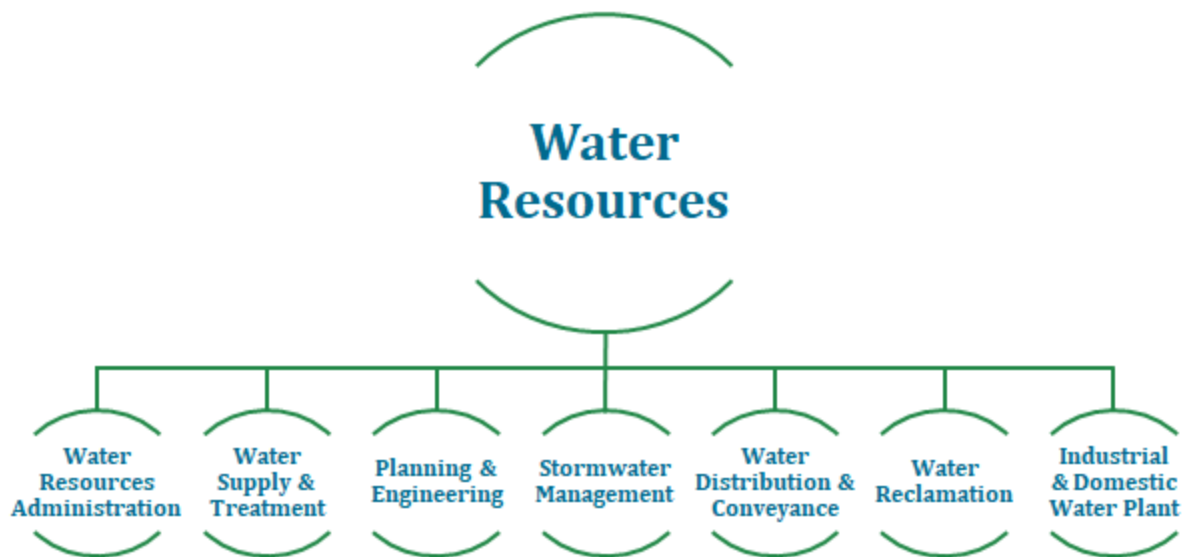 Water
Resources
Water
Resources
Administration
Water
Supply &
Treatment
Planning &
Engineering
Stormwater
Management
Water
Distribution &
Conveyance
Water
Reclamation
Industrial
& Domestic
Water Plant